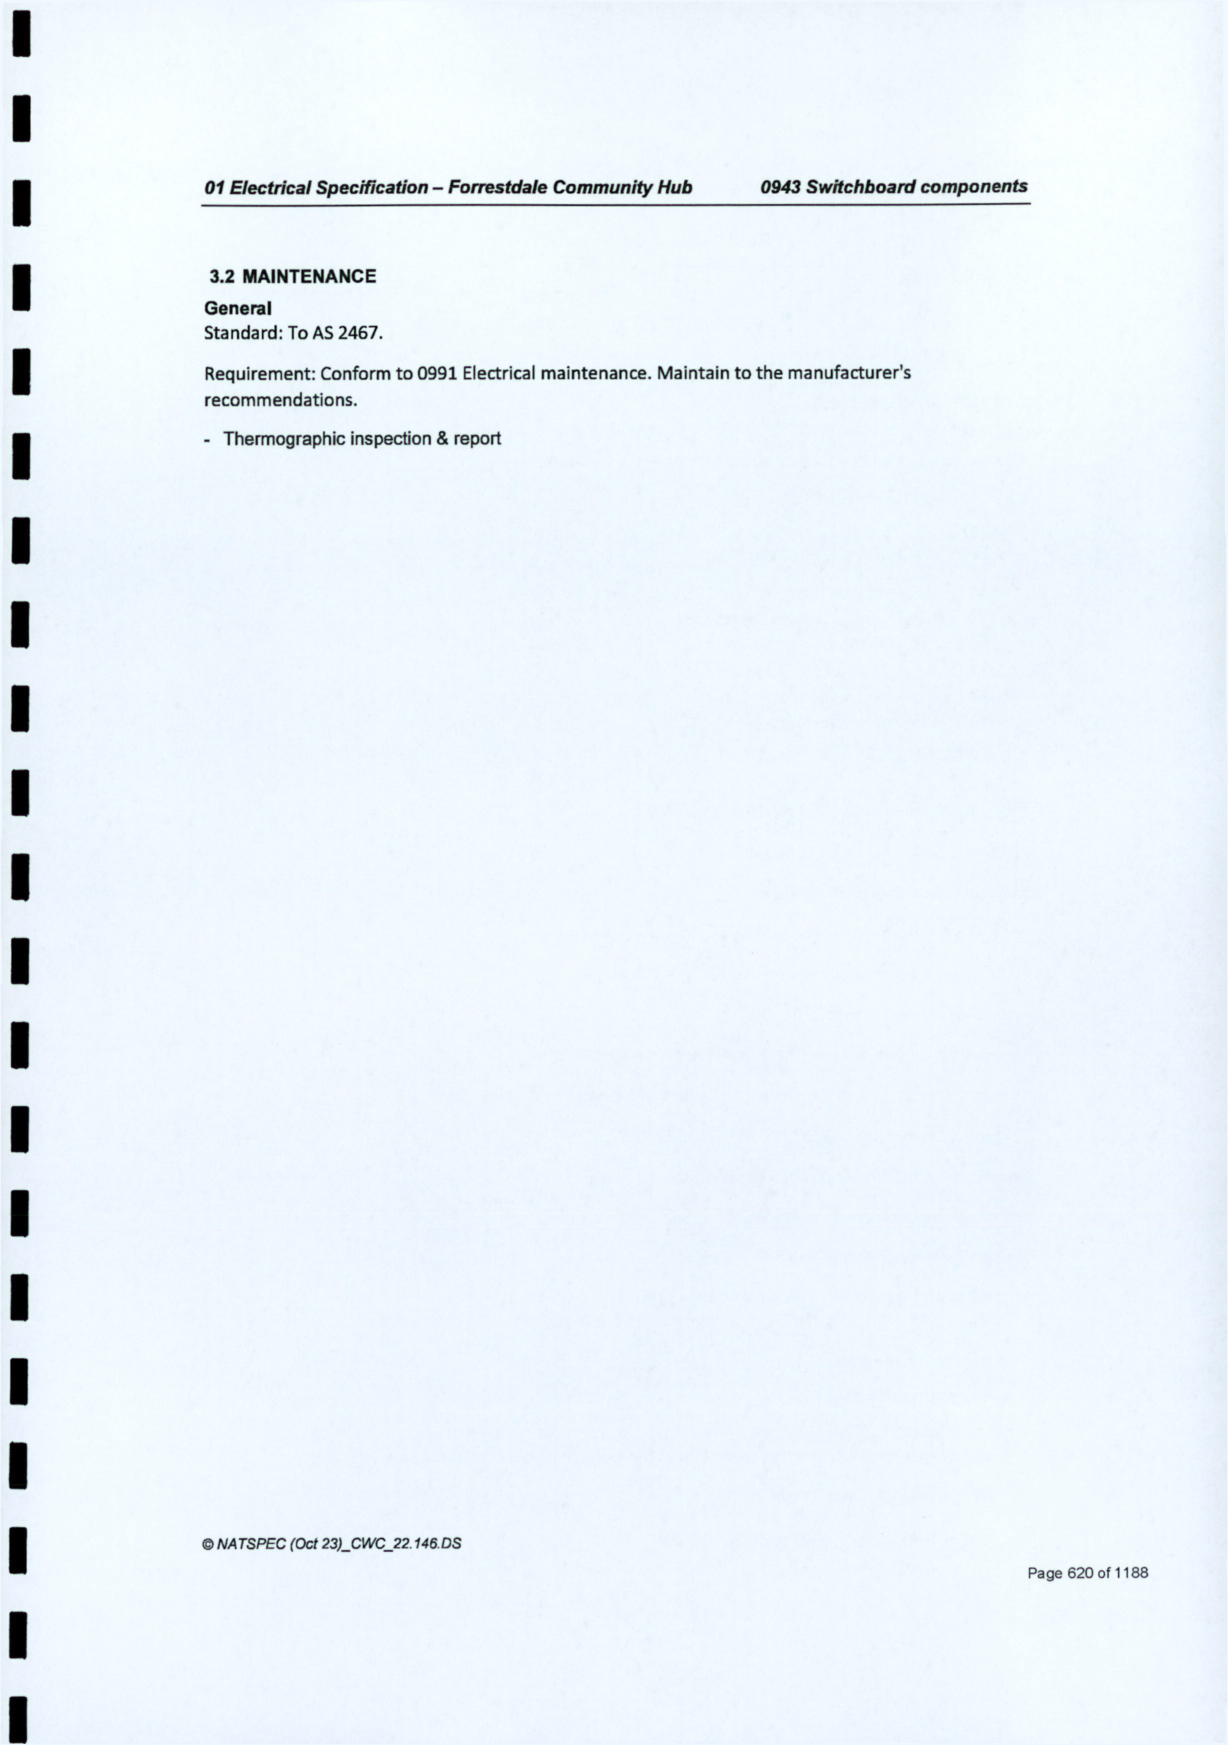 01 Electrical Specification – Forrestdale Community Hub 0943 Switchboard components
3.2 MAINTENANCE
General
Standard: To AS 2467.
Requirement: Conform to 0991 Electrical maintenance. Maintain to the manufacturer's
recommendations.
- Thermographic inspection & report
© NATSPEC (Oct 23)_CWC_22.146.DS
Page 620 of 1188